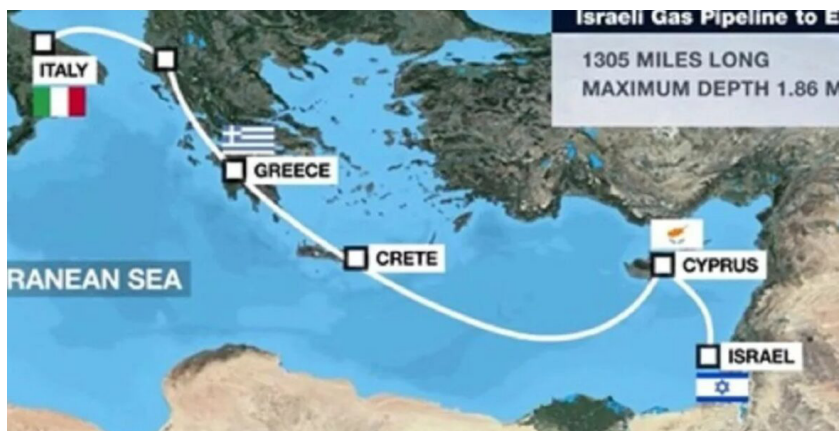 Israeli Gas Pipeline to E
1305 MILES LONG
MAXIMUM DEPTH 1.86 M
ITALY
GREECE
CRETE
CYPRUS
RANEAN SEA
ISRAEL